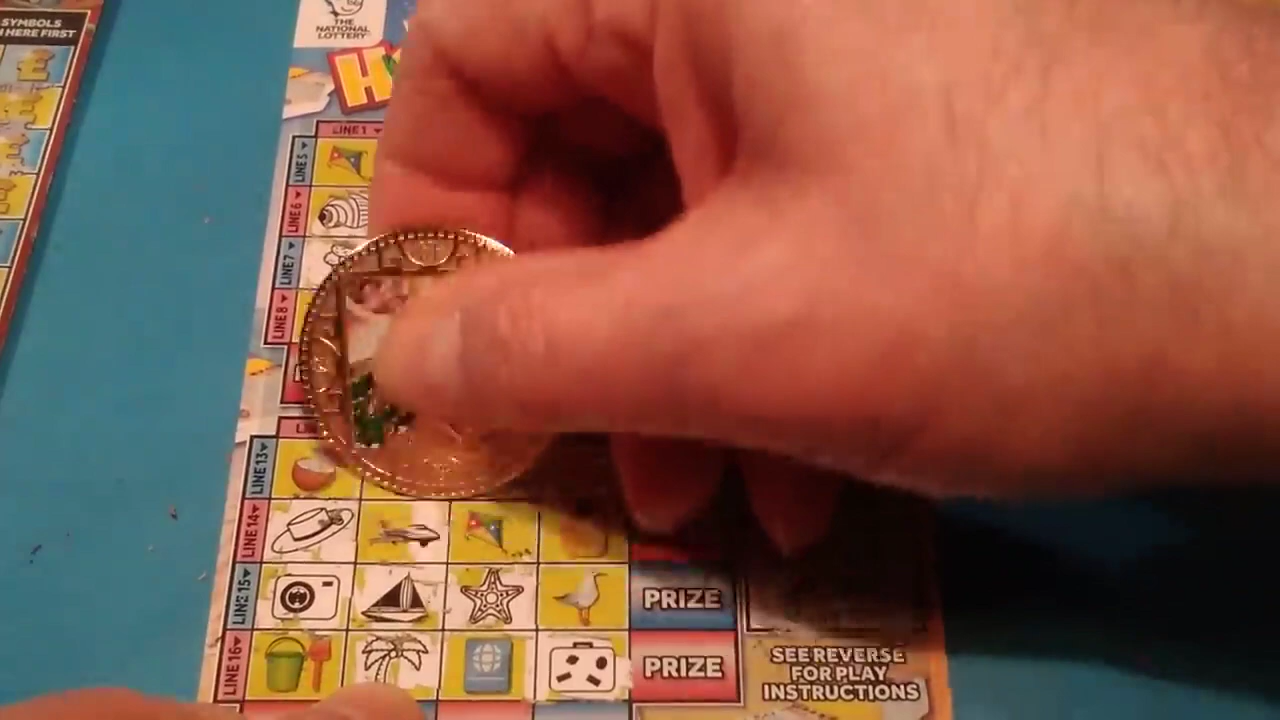 SYMBOLS
HERE FIRST
THE
NATIONAL
LOTTERY
LINE 1
LINE 5
LINE 6
LINE 7
LINE 8
LINE 13
LINE 14
LINE 15
PRIZE
LINE 16
PRIZE
SEE REVERSE
FOR PLAY
INSTRUCTIONS